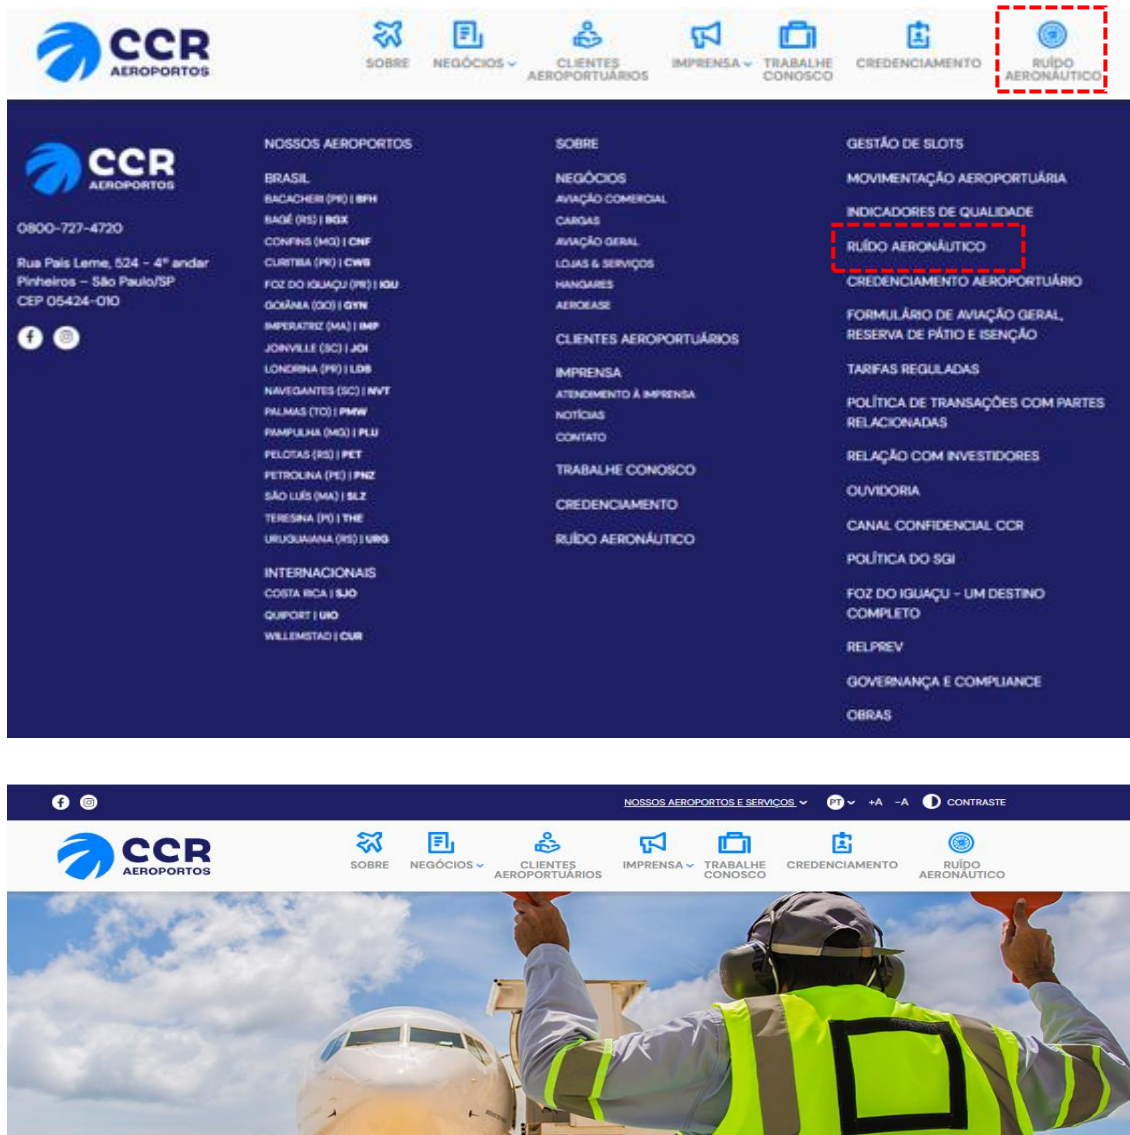 CCR
AEROPORTOS
SOBRE
NEGÓCIOS
CLIENTES
AEROPORTUÁRIOS
IMPRENSA
TRABALHE
CONOSCO
CREDENCIAMENTO
RUÍDO
AERONÁUTICO
CCR
AEROPORTOS
0800-727-4720
Rua Pais Leme, 524 - 4º andar
Pinheiros – São Paulo/SP
CEP 05424-010
NOSSOS AEROPORTOS
BRASIL
BACACHERI (PR) | BFH
BAGÉ (RS) | BGX
CONFINS (MG) | CNF
CURITIBA (PR) | CWB
FOZ DO IGUAÇU (PR) | IGU
GOIÂNIA (GO) | GYN
IMPERATRIZ (MA) | IMP
JOINVILLE (SC) | JOI
LONDRINA (PR) | LDB
NAVEGANTES (SC) | NVT
PALMAS (TO) | PMW
PAMPULHA (MG) | PLU
PELOTAS (RS) | PET
PETROLINA (PE) | PNZ
SÃO LUÍS (MA) | SLZ
TERESINA (PI) | THE
URUGUAIANA (RS) | URG
INTERNACIONAIS
COSTA RICA | SJO
QUIPORT | UIO
WILLEMSTAD | CUR
SOBRE
NEGÓCIOS
AVIAÇÃO COMERCIAL
CARGAS
AVIAÇÃO GERAL
LOJAS & SERVIÇOS
HANGARES
AEROEASE
CLIENTES AEROPORTUÁRIOS
IMPRENSA
ATENDIMENTO À IMPRENSA
NOTÍCIAS
CONTATO
TRABALHE CONOSCO
CREDENCIAMENTO
RUÍDO AERONÁUTICO
GESTÃO DE SLOTS
MOVIMENTAÇÃO AEROPORTUÁRIA
INDICADORES DE QUALIDADE
RUÍDO AERONÁUTICO
CREDENCIAMENTO AEROPORTUÁRIO
FORMULÁRIO DE AVIAÇÃO GERAL,
RESERVA DE PÁTIO E ISENÇÃO
TARIFAS REGULADAS
POLÍTICA DE TRANSAÇÕES COM PARTES
RELACIONADAS
RELAÇÃO COM INVESTIDORES
OUVIDORIA
CANAL CONFIDENCIAL CCR
POLÍTICA DO SGI
FOZ DO IGUAÇU - UM DESTINO
COMPLETO
RELPREV
GOVERNANÇA E COMPLIANCE
OBRAS
NOSSOS AEROPORTOS E SERVIÇOS
PT
+A
-A
CONTRASTE
CCR
AEROPORTOS
SOBRE
NEGÓCIOS
CLIENTES
AEROPORTUÁRIOS
IMPRENSA
TRABALHE
CONOSCO
CREDENCIAMENTO
RUÍDO
AERONÁUTICO